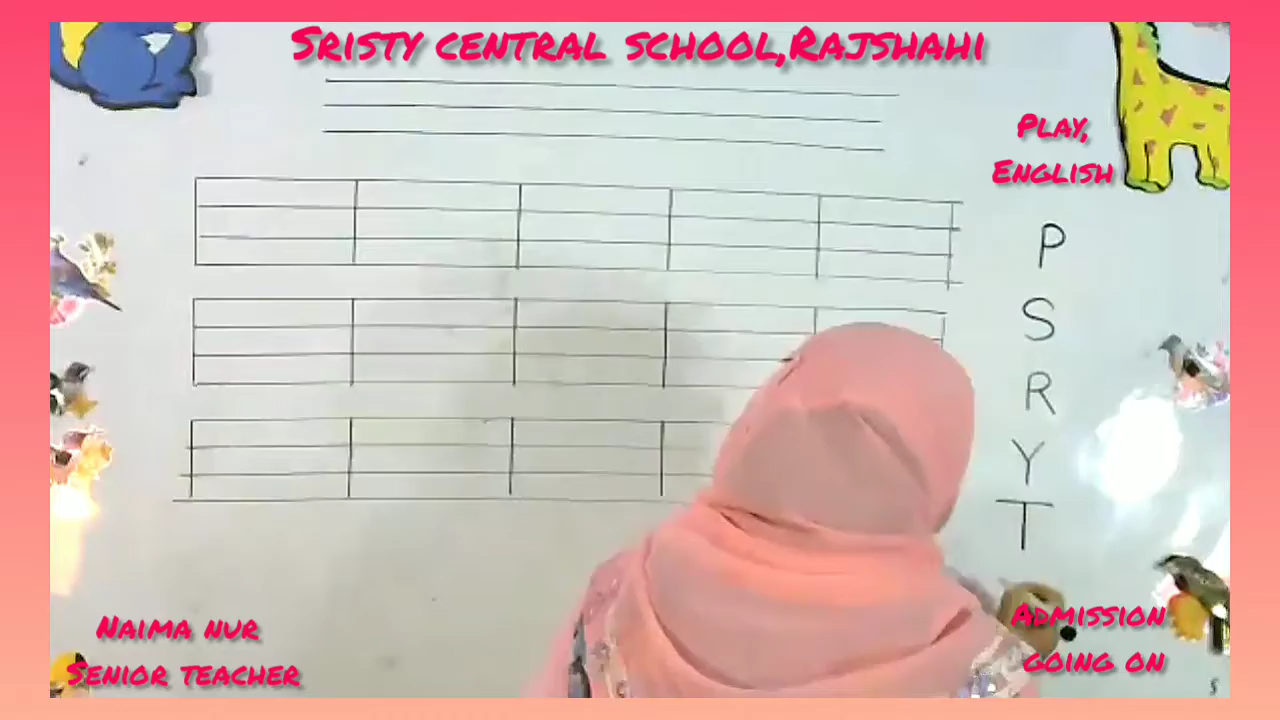 Sristy central school,Rajshahi
Play,
English
P
S
R
Y
T
Naima nur
Senior teacher
Admission
going on